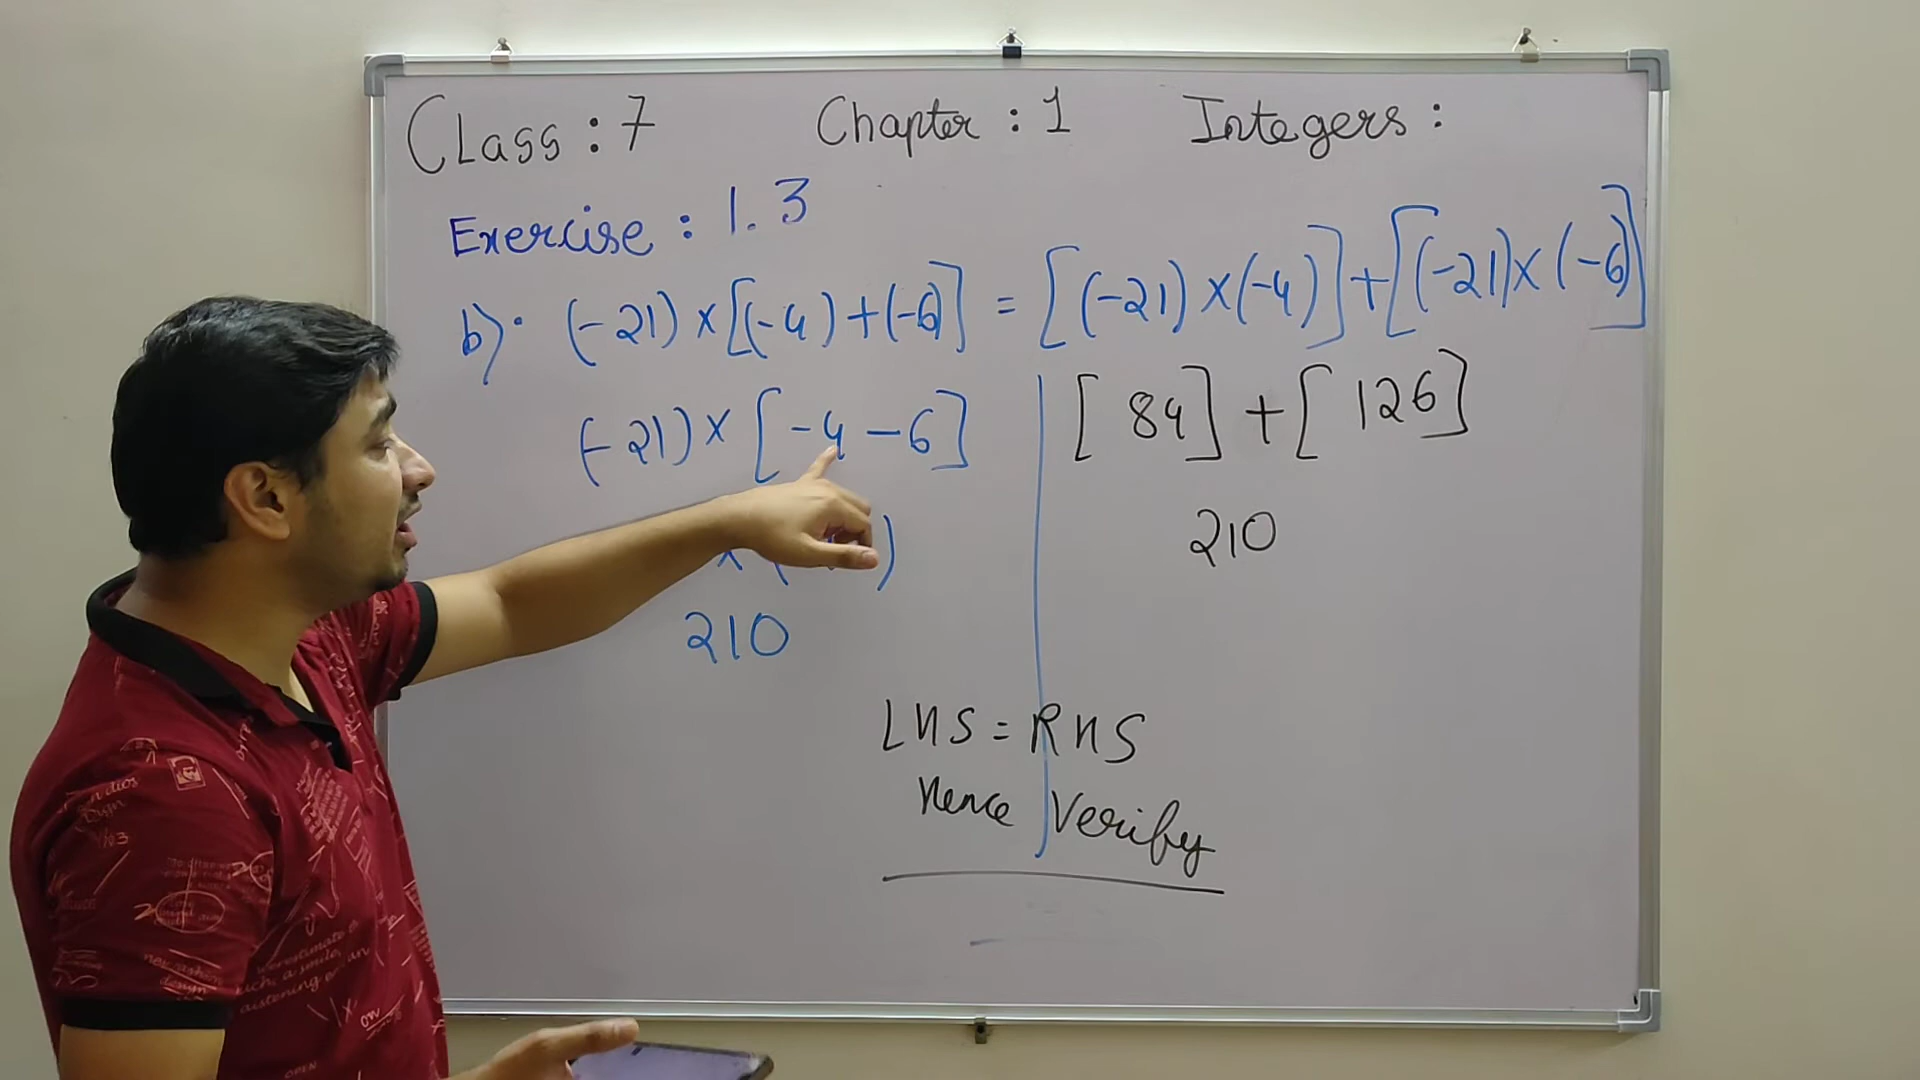 Class : 7 Chapter : 1 Integers :
Exercise : 1.3
b). (-21) × [(-4) + (-6)] = [(-21) × (-4)] + [(-21) × (-6)]
(-21) × [-4 - 6] [84] + [126]
× ( )
210
210
LHS = RHS
Hence Verify